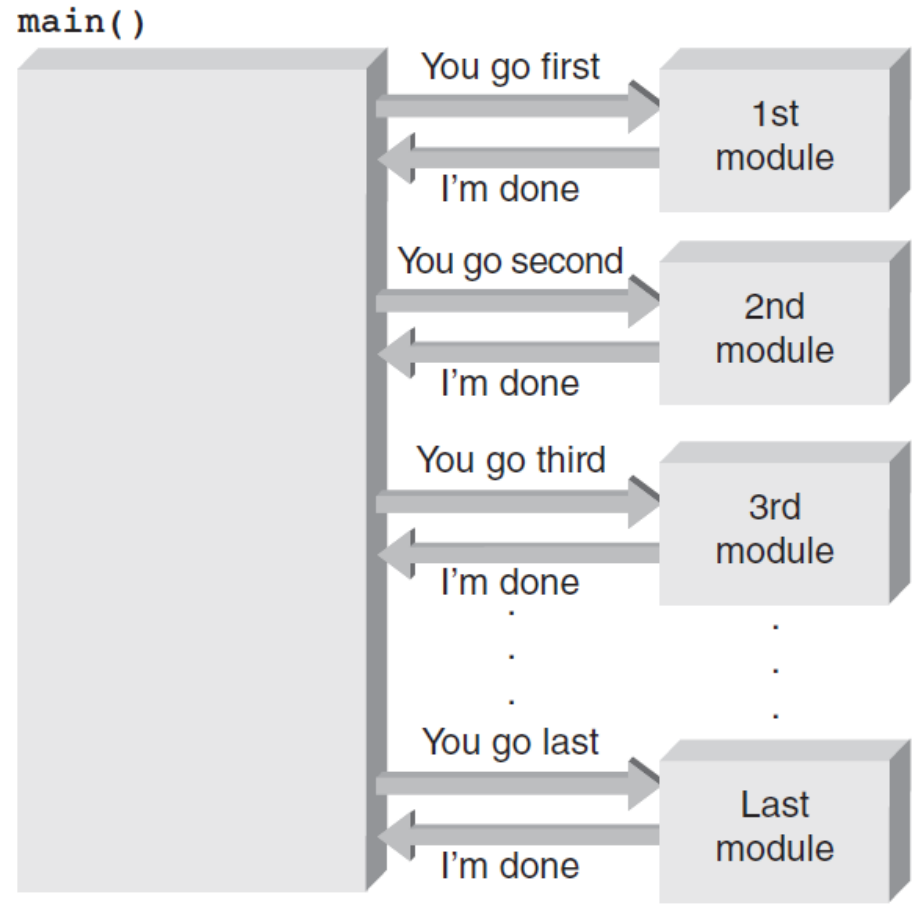 main()
You go first
1st
module
I’m done
You go second
2nd
module
I’m done
You go third
3rd
module
I’m done
.
.
.
.
.
.
You go last
Last
module
I’m done